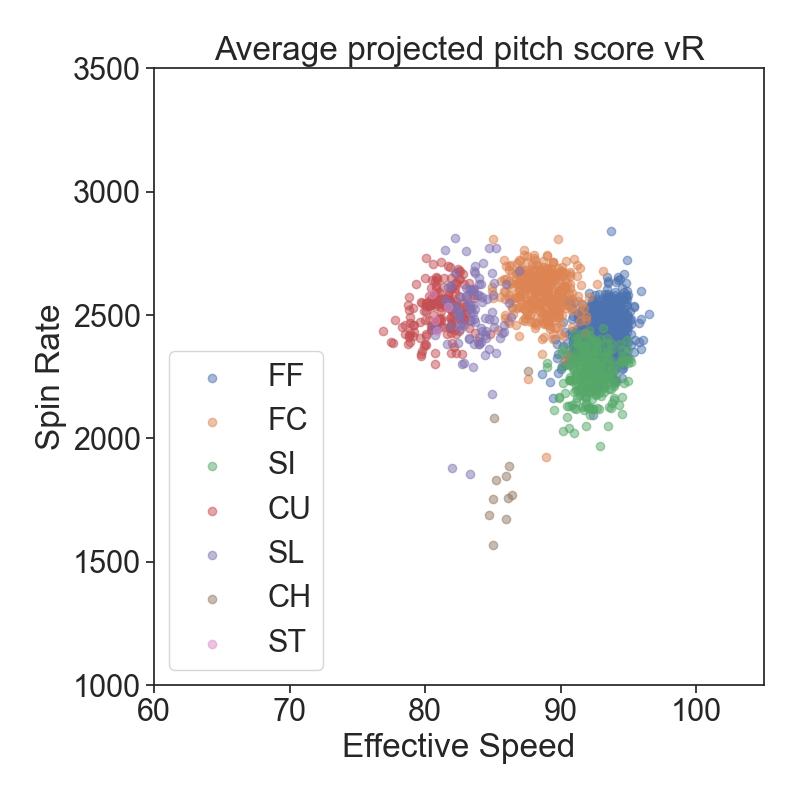 Average projected pitch score vR
3500
3000
2500
2000
1500
1000
Spin Rate
FF
FC
SI
CU
SL
CH
ST
60 70 80 90 100
Effective Speed